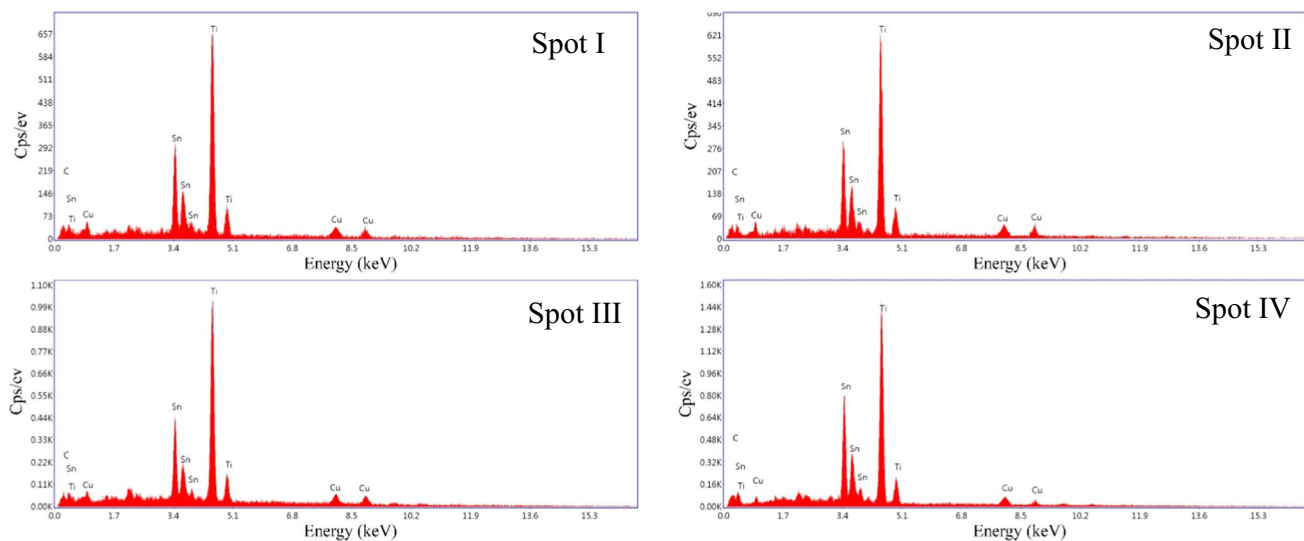 Spot I
657
584
511
438
365
292
219
146
73
0
Cps/ev
Ti
Sn
Sn
Sn
Ti
C
Sn
Ti
Cu
Cu
Cu
0.0 1.7 3.4 5.1 6.8 8.5 10.2 11.9 13.6 15.3
Energy (keV)
Spot II
690
621
552
483
414
345
276
207
138
69
0
Cps/ev
Ti
Sn
Sn
Sn
Ti
C
Sn
Ti
Cu
Cu
Cu
0.0 1.7 3.4 5.1 6.8 8.5 10.2 11.9 13.6 15.3
Energy (keV)
Spot III
1.10K
0.99K
0.88K
0.77K
0.66K
0.55K
0.44K
0.33K
0.22K
0.11K
0.00K
Cps/ev
Ti
Sn
Sn
Sn
Ti
C
Sn
Ti
Cu
Cu
Cu
0.0 1.7 3.4 5.1 6.8 8.5 10.2 11.9 13.6 15.3
Energy (keV)
Spot IV
1.60K
1.44K
1.28K
1.12K
0.96K
0.80K
0.64K
0.48K
0.32K
0.16K
0.00K
Cps/ev
Ti
Sn
Sn
Sn
Ti
C
Sn
Ti
Cu
Cu
Cu
0.0 1.7 3.4 5.1 6.8 8.5 10.2 11.9 13.6 15.3
Energy (keV)